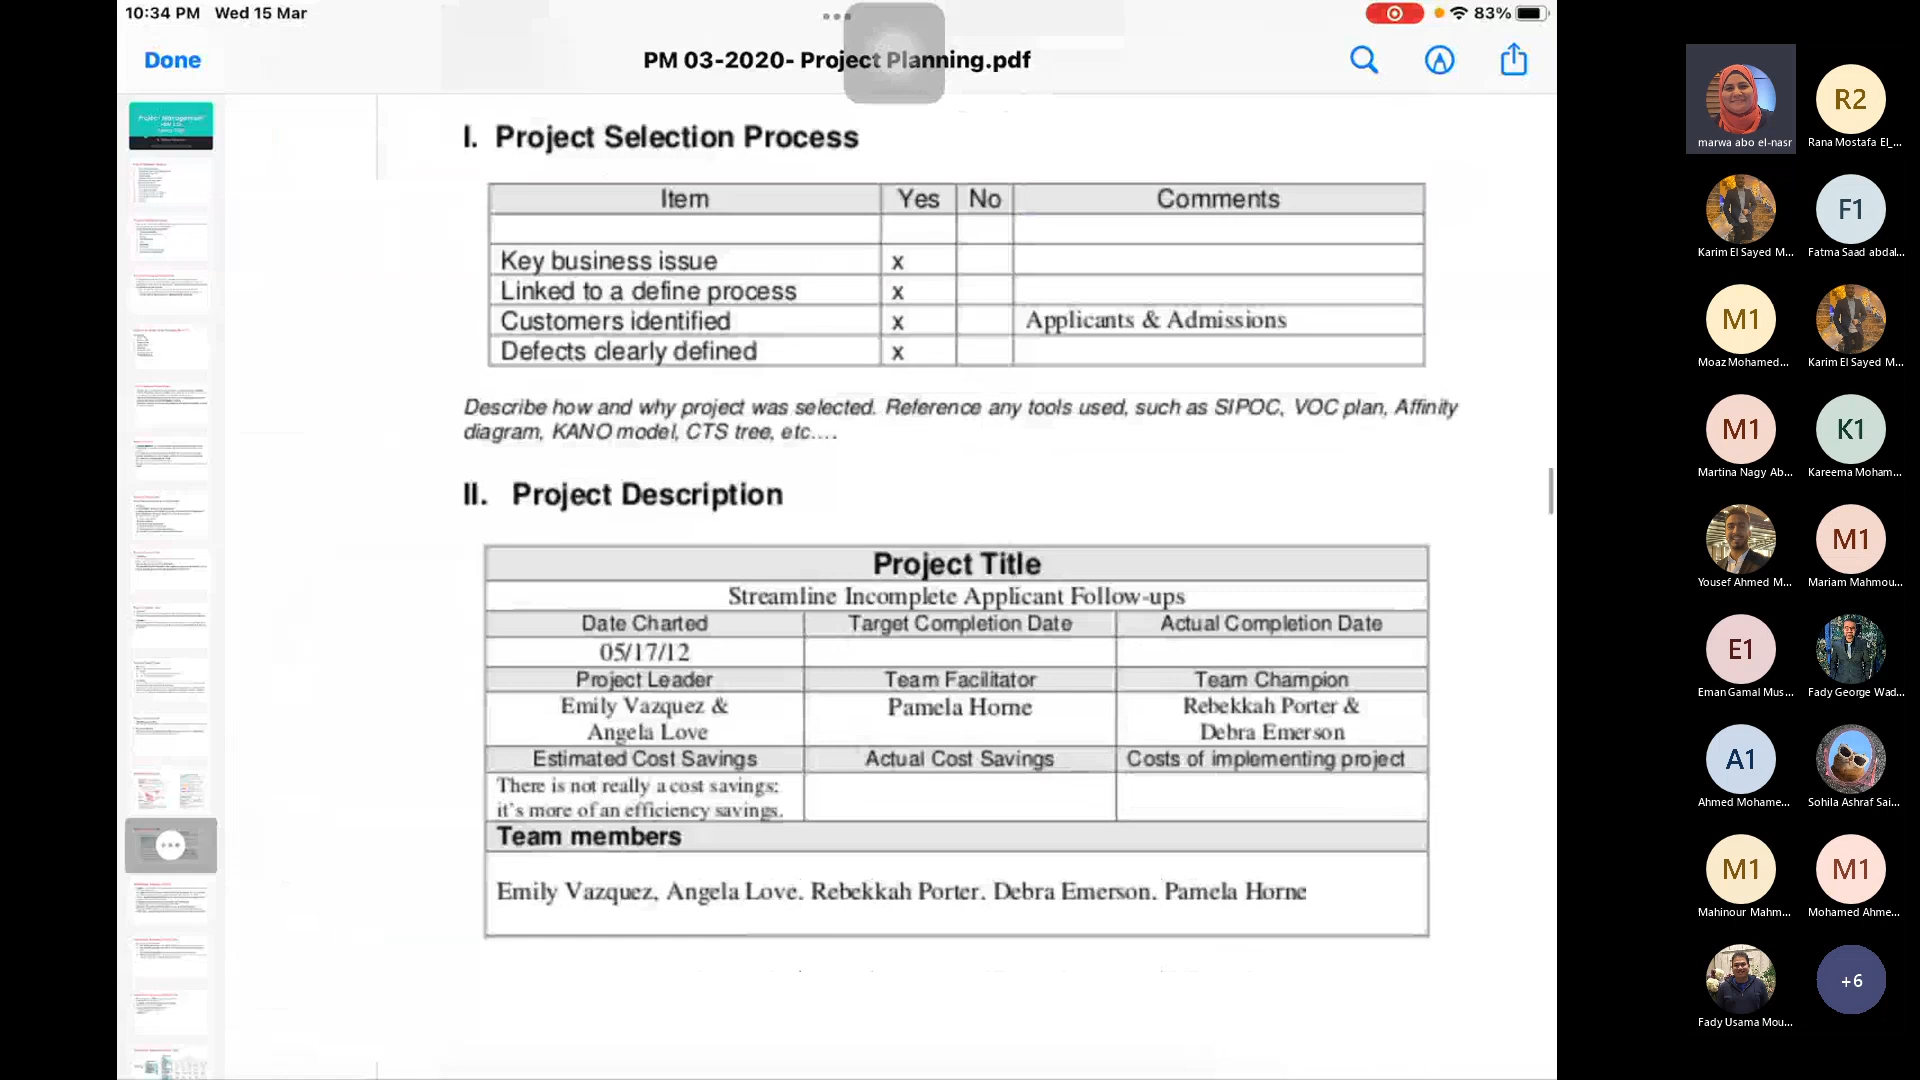 10:34 PM Wed 15 Mar
83%
Done
PM 03-2020- Project Planning.pdf
I. Project Selection Process
Item Yes No Comments
Key business issue x
Linked to a define process x
Customers identified x Applicants & Admissions
Defects clearly defined x
Describe how and why project was selected. Reference any tools used, such as SIPOC, VOC plan, Affinity
diagram, KANO model, CTS tree, etc....
II. Project Description
Project Title
Streamline Incomplete Applicant Follow-ups
Date Charted Target Completion Date Actual Completion Date
05/17/12
Project Leader Team Facilitator Team Champion
Emily Vazquez & Pamela Horne Rebekkah Porter &
Angela Love Debra Emerson
Estimated Cost Savings Actual Cost Savings Costs of implementing project
There is not really a cost savings;
it's more of an efficiency savings.
Team members
Emily Vazquez, Angela Love, Rebekkah Porter, Debra Emerson, Pamela Horne
Project Management
marwa abo el-nasr
R2
Rana Mostafa El_...
Karim El Sayed M...
F1
Fatma Saad abdal...
M1
Moaz Mohamed...
Karim El Sayed M...
M1
Martina Nagy Ab...
K1
Kareema Moham...
Yousef Ahmed M...
M1
Mariam Mahmou...
E1
Eman Gamal Mus...
Fady George Wad...
A1
Ahmed Mohame...
Sohila Ashraf Sai...
M1
Mahinour Mahm...
M1
Mohamed Ahme...
Fady Usama Mou...
+6